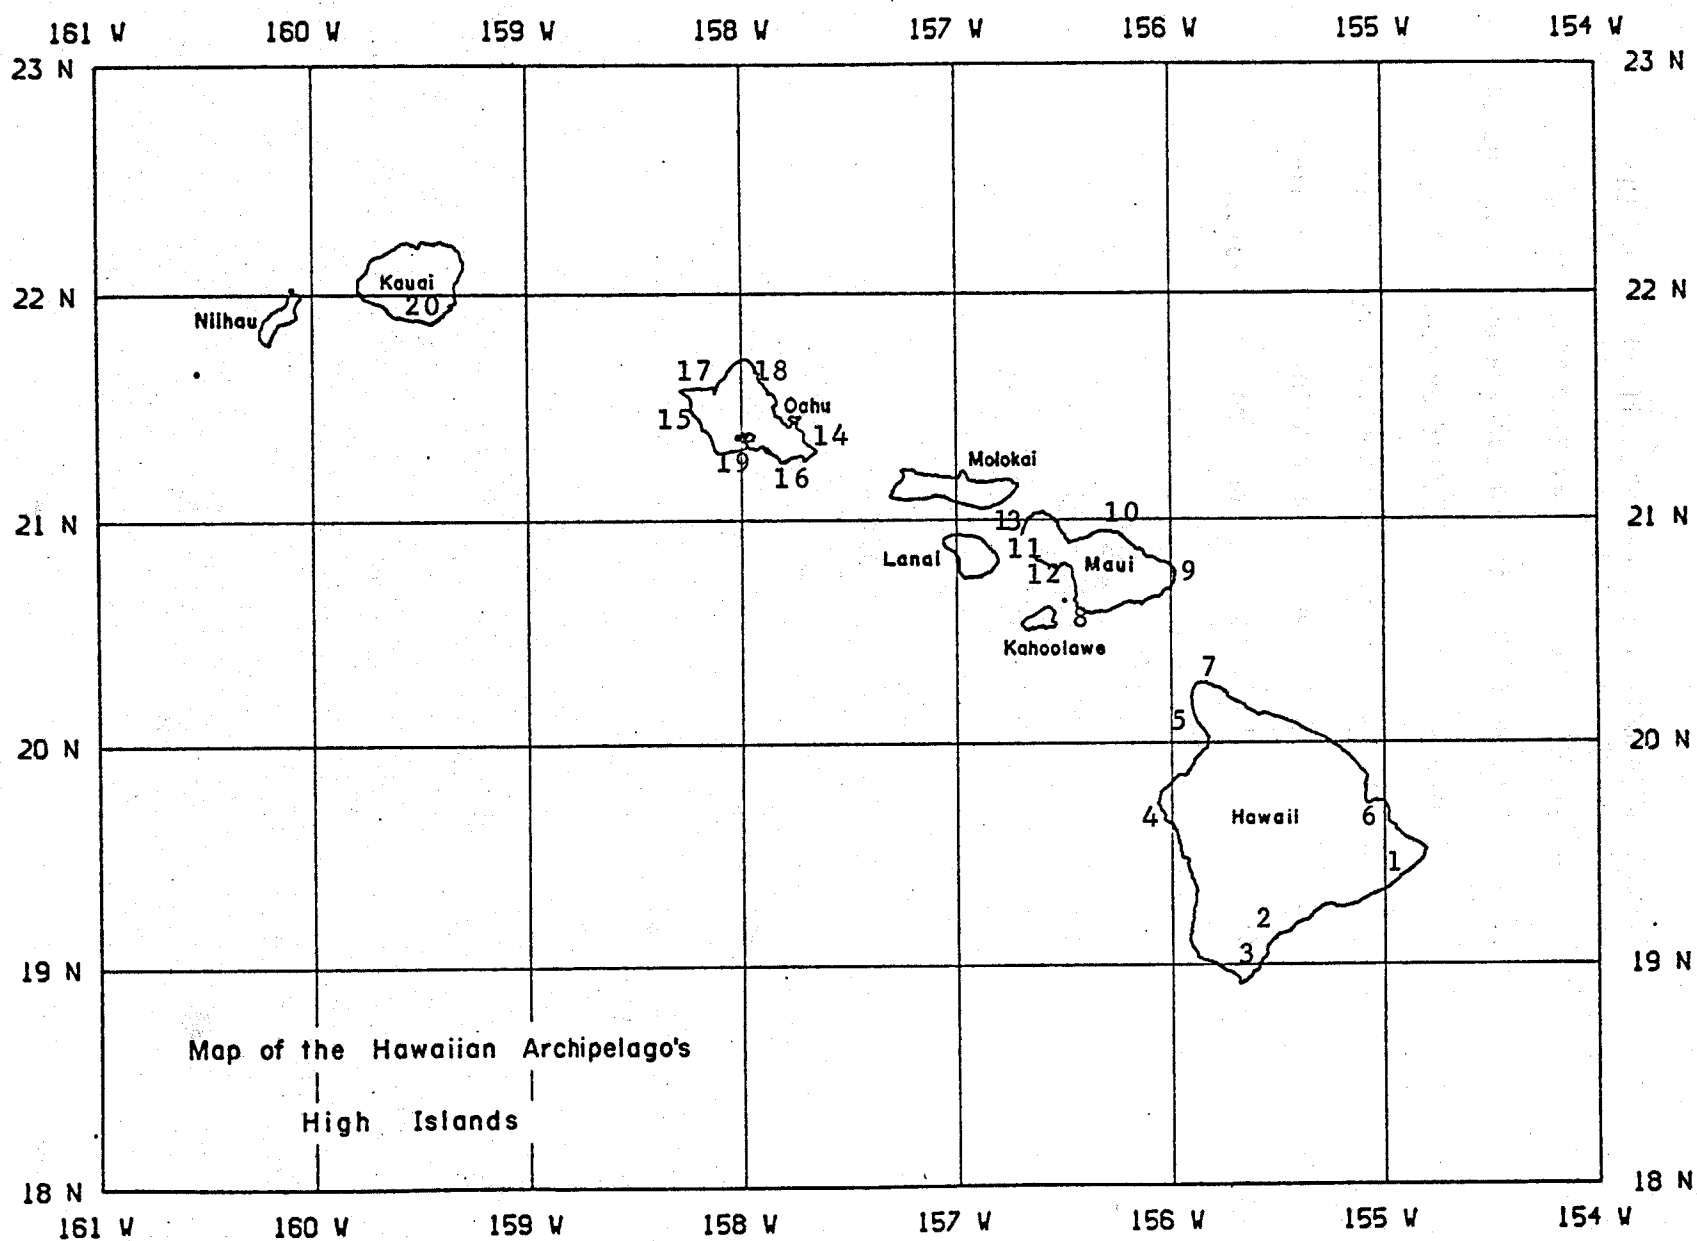 161 W 160 W 159 W 158 W 157 W 156 W 155 W 154 W
23 N 23 N
Kauai
22 N 20 22 N
Niihau
17 18
Oahu
15 14
19 16
Molokai
21 N 13 10 21 N
11
Lanai 12 Maui 9
8
Kahoolawe
7
5
20 N 20 N
4 Hawaii 6
1
2
3
19 N 19 N
Map of the Hawaiian Archipelago's
High Islands
18 N 18 N
161 W 160 W 159 W 158 W 157 W 156 W 155 W 154 W